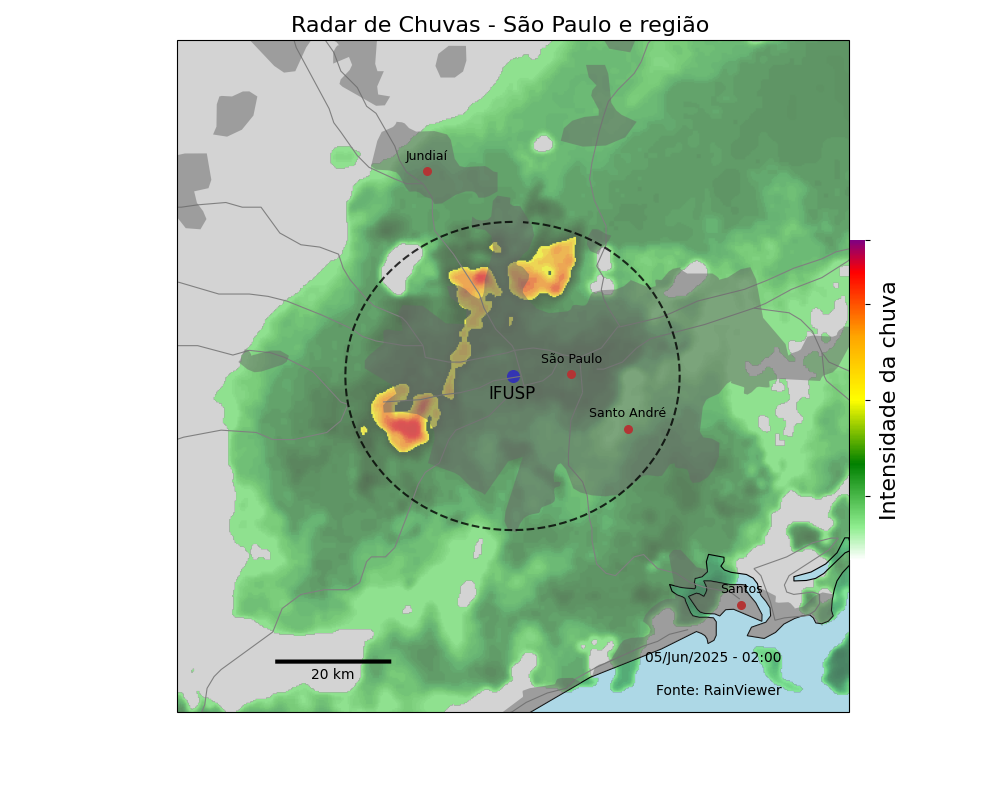 Radar de Chuvas - São Paulo e região
Jundiaí
São Paulo
IFUSP
Santo André
Intensidade da chuva
Santos
05/Jun/2025 - 02:00
20 km
Fonte: RainViewer